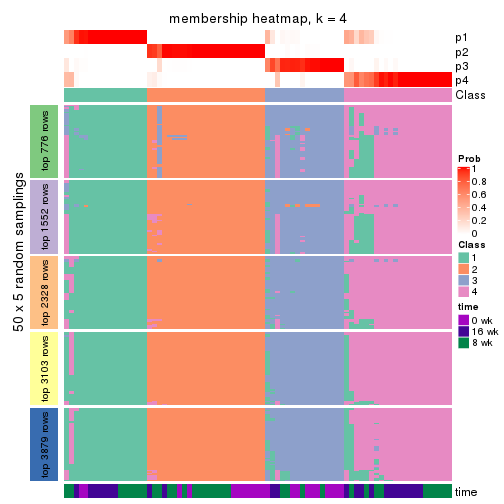 membership heatmap, k = 4
p1
p2
p3
p4
Class
50 x 5 random samplings
top 776 rows
top 1552 rows
top 2328 rows
top 3103 rows
top 3879 rows
Prob
1
0.8
0.6
0.4
0.2
0
Class
1
2
3
4
time
0 wk
16 wk
8 wk
time